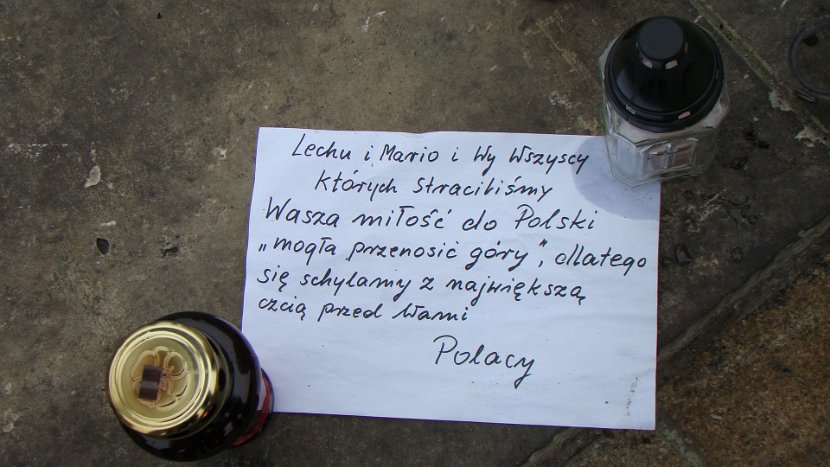 Lechu i Mario i Wy Wszyscy
których straciliśmy
Wasza miłość do Polski
„mogła przenosić góry”, dlatego
się schylamy z największą
czcią przed Wami
Polacy